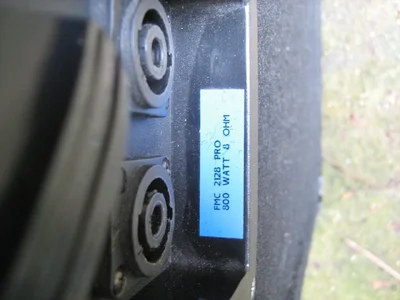 FMC 2128 PRO
800 WATT 8 OHM